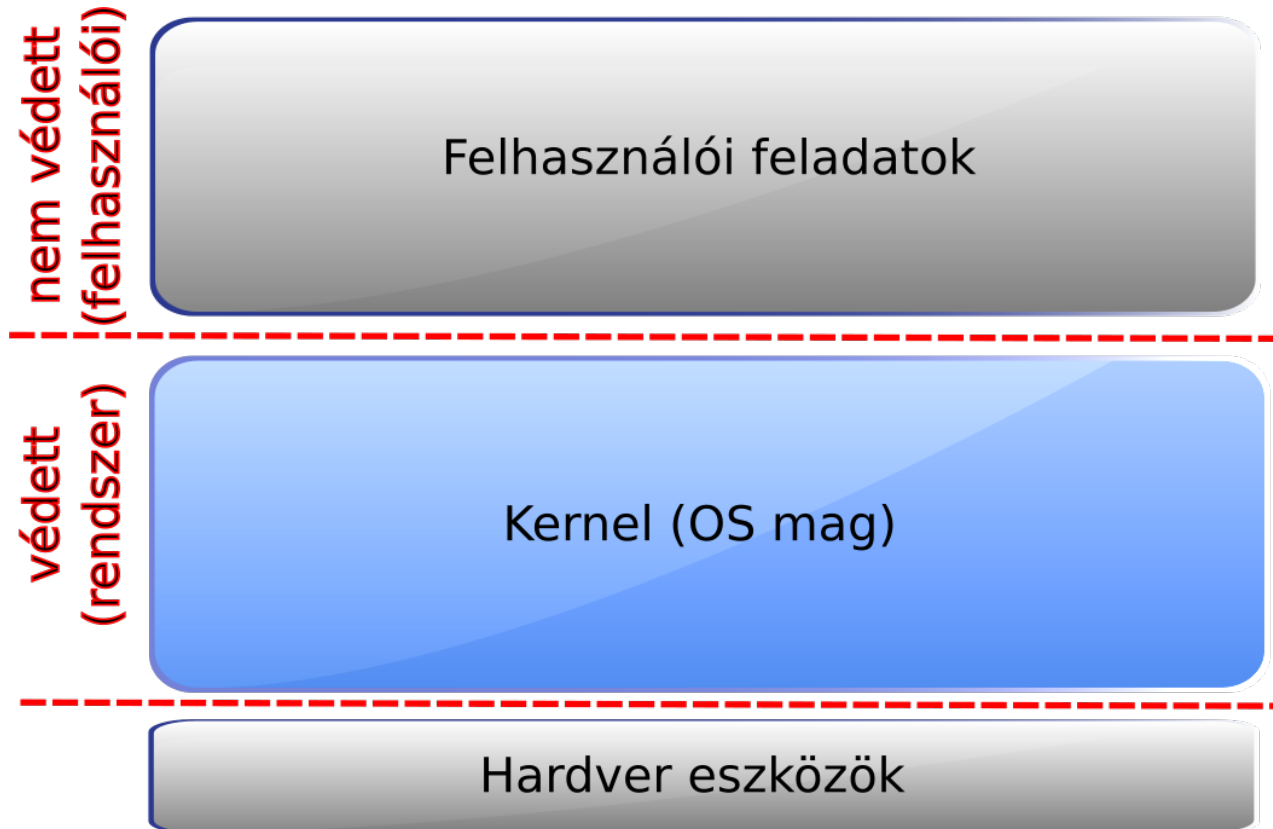 nem védett
(felhasználói)
Felhasználói feladatok
védett
(rendszer)
Kernel (OS mag)
Hardver eszközök